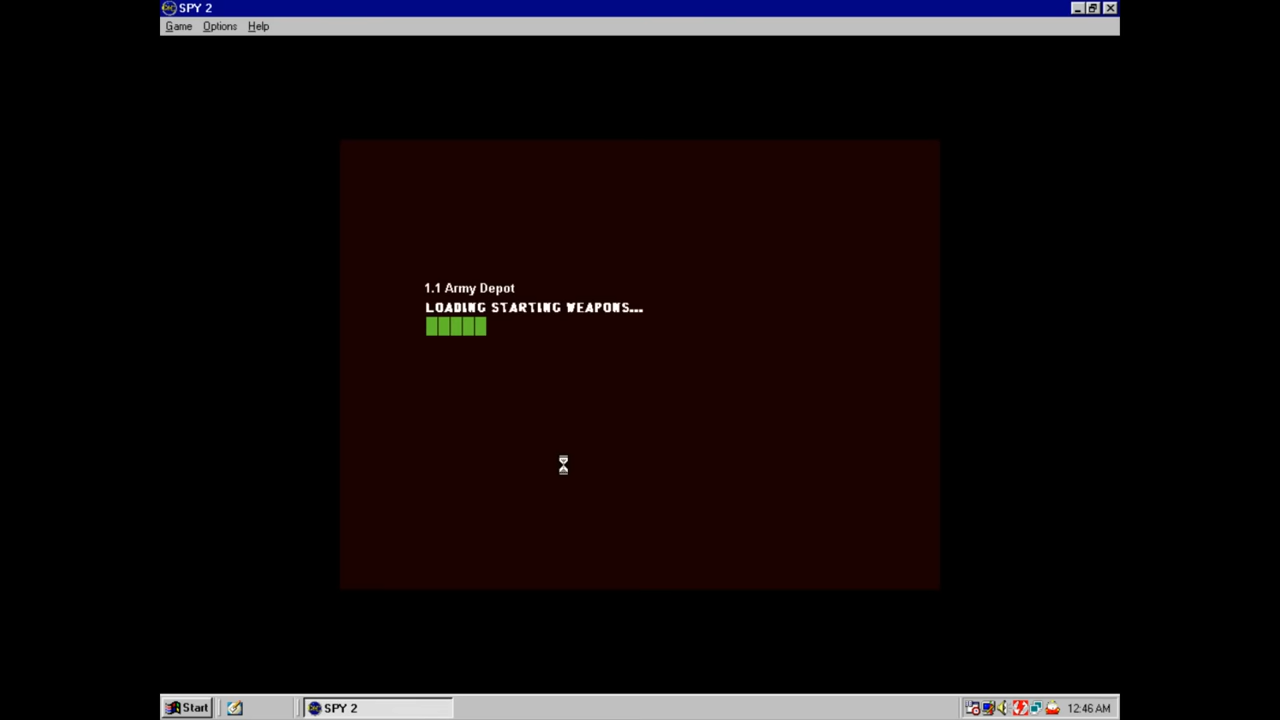 SPY 2
Game Options Help
1.1 Army Depot
LOADING STARTING WEAPONS...
Start SPY 2 12:46 AM